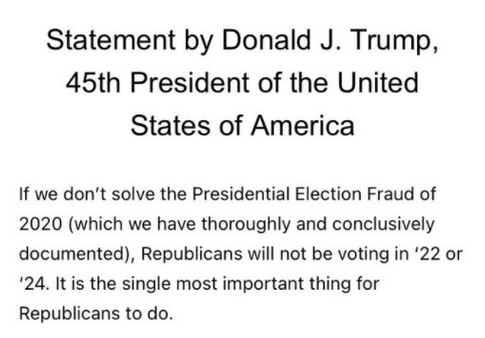 Statement by Donald J. Trump,
45th President of the United
States of America
If we don’t solve the Presidential Election Fraud of
2020 (which we have thoroughly and conclusively
documented), Republicans will not be voting in ‘22 or
‘24. It is the single most important thing for
Republicans to do.